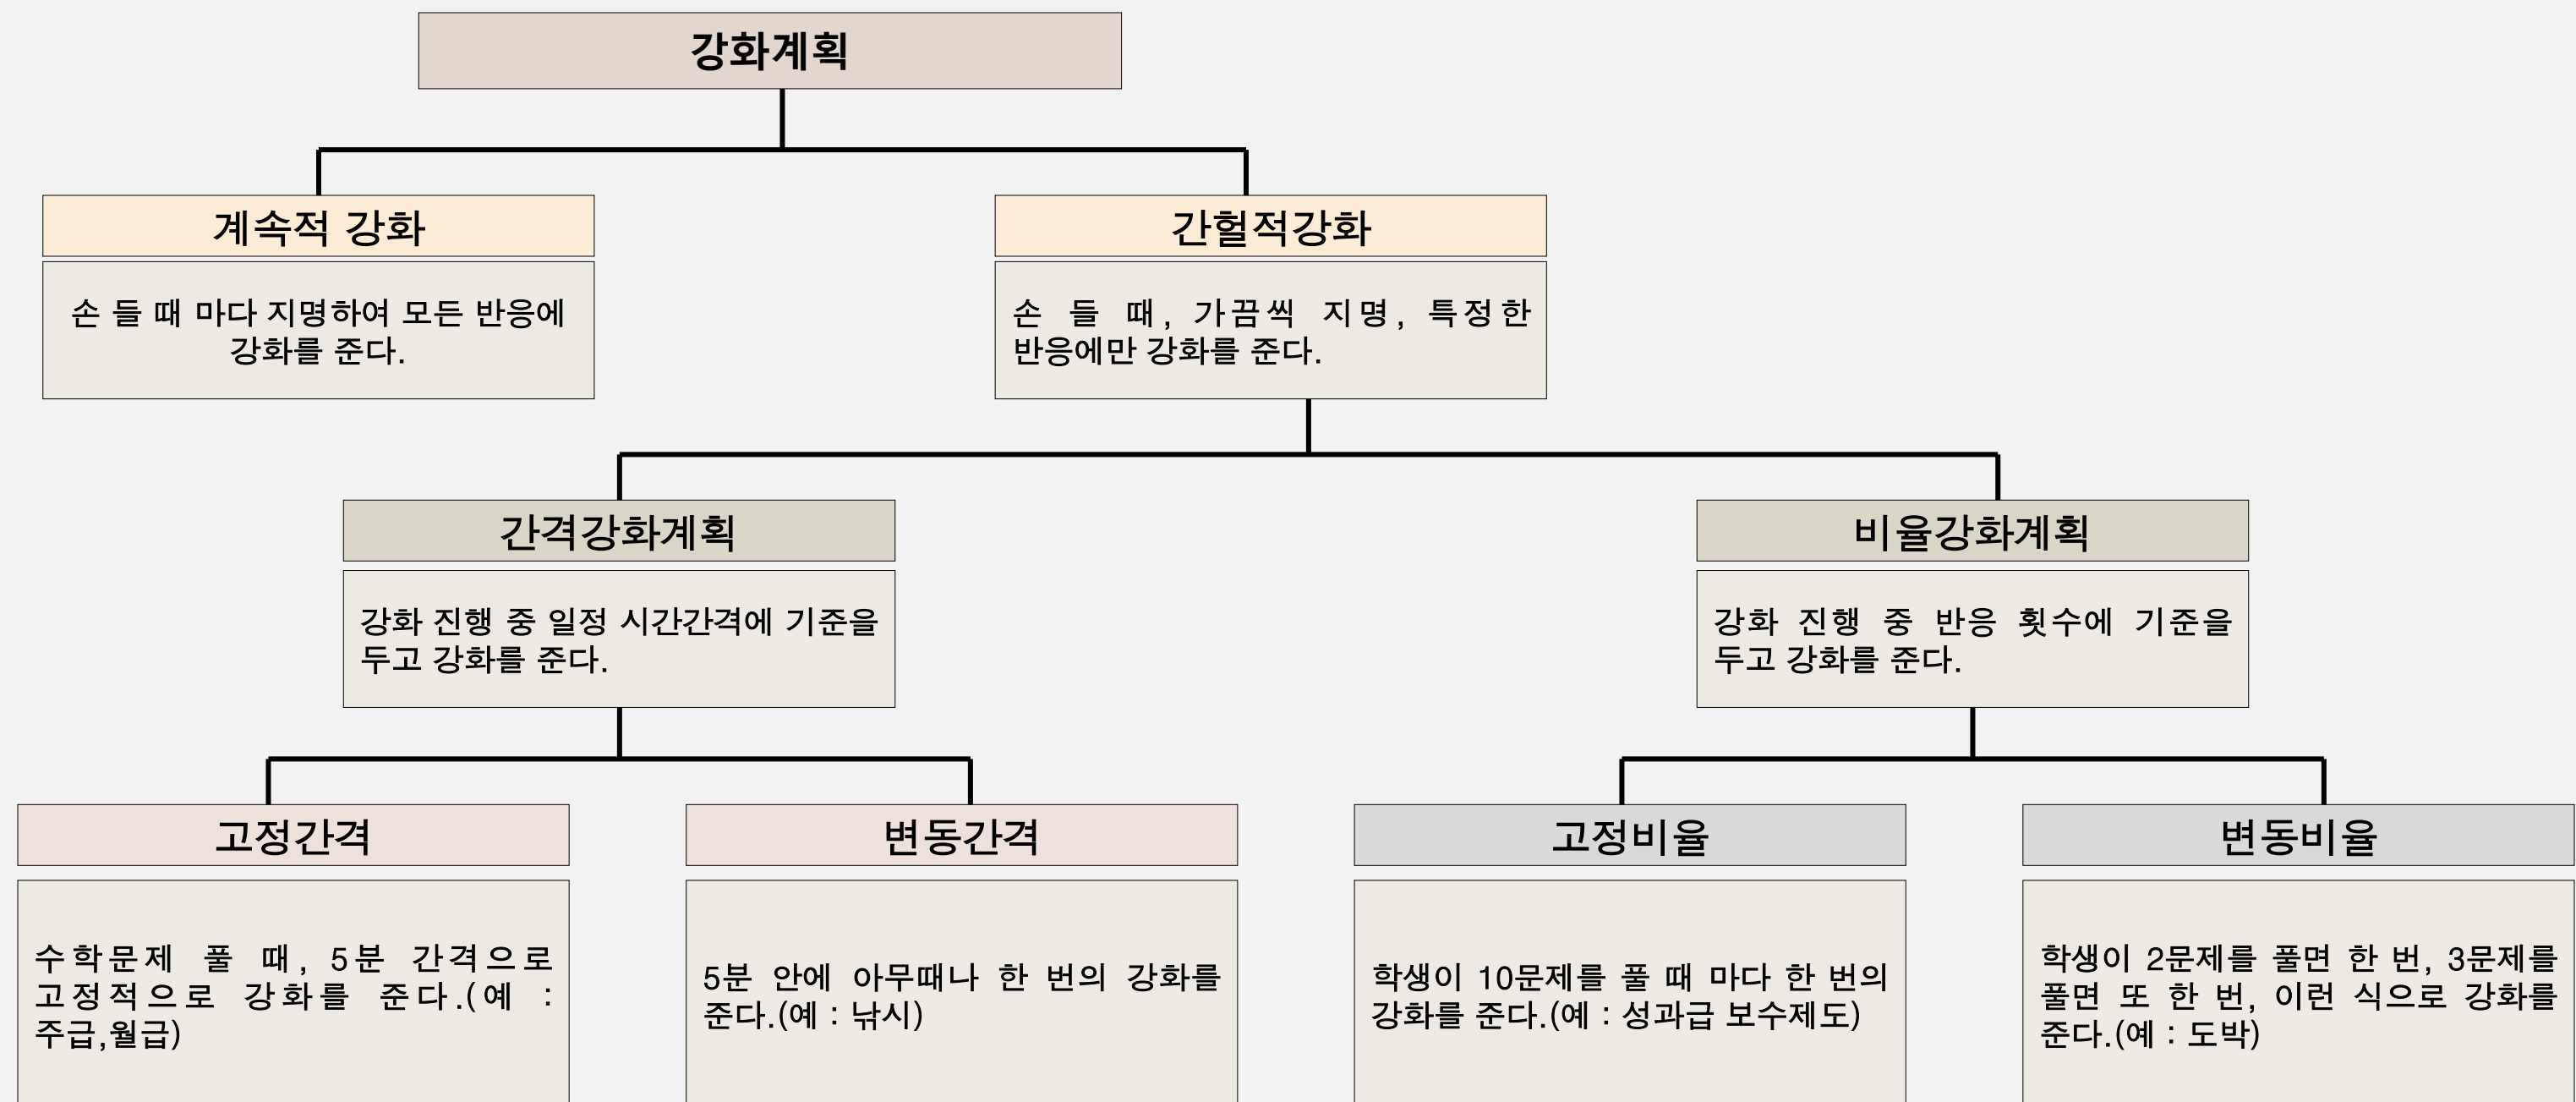 강화계획
계속적 강화
손 들 때 마다 지명하여 모든 반응에
강화를 준다.
간헐적강화
손 들 때, 가끔씩 지명, 특정한
반응에만 강화를 준다.
간격강화계획
강화 진행 중 일정 시간간격에 기준을
두고 강화를 준다.
비율강화계획
강화 진행 중 반응 횟수에 기준을
두고 강화를 준다.
고정간격
수학문제 풀 때, 5분 간격으로
고정적으로 강화를 준다.(예 :
주급,월급)
변동간격
5분 안에 아무때나 한 번의 강화를
준다.(예 : 낚시)
고정비율
학생이 10문제를 풀 때 마다 한 번의
강화를 준다.(예 : 성과급 보수제도)
변동비율
학생이 2문제를 풀면 한 번, 3문제를
풀면 또 한 번, 이런 식으로 강화를
준다.(예 : 도박)